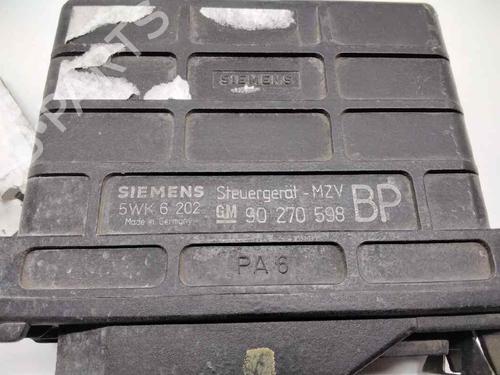 SIEMENS
SIEMENS Steuergerät - MZV BP
5WK 6 202 GM 90 270 598
Made in Germany
PA 6